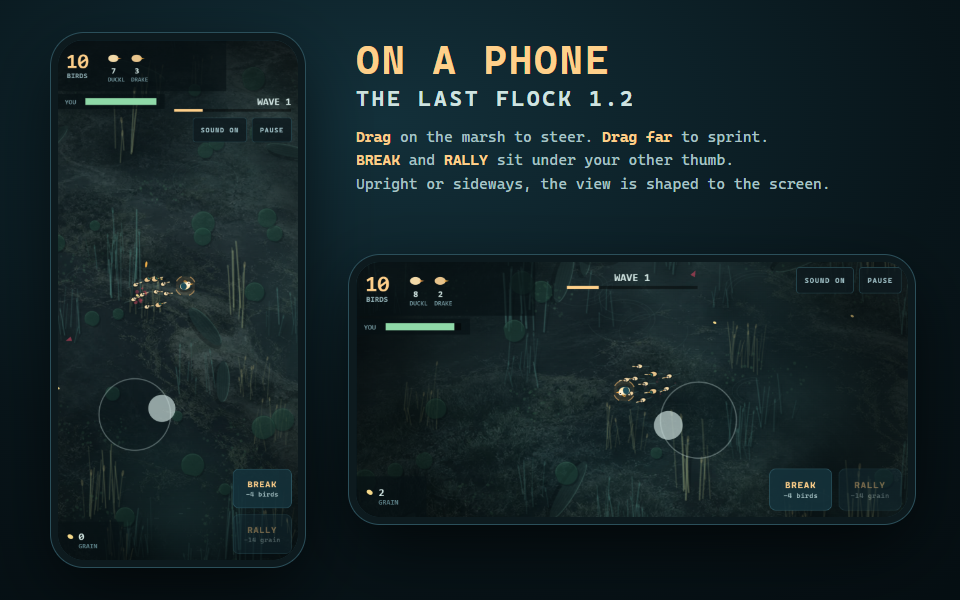 ON A PHONE
THE LAST FLOCK 1.2
Drag on the marsh to steer. Drag far to sprint.
BREAK and RALLY sit under your other thumb.
Upright or sideways, the view is shaped to the screen.
10
BIRDS
7
DUCKL
3
DRAKE
YOU
WAVE 1
SOUND ON
PAUSE
BREAK
−4 birds
RALLY
−14 grain
0
GRAIN
10
BIRDS
8
DUCKL
2
DRAKE
WAVE 1
SOUND ON
PAUSE
YOU
2
GRAIN
BREAK
−4 birds
RALLY
−14 grain